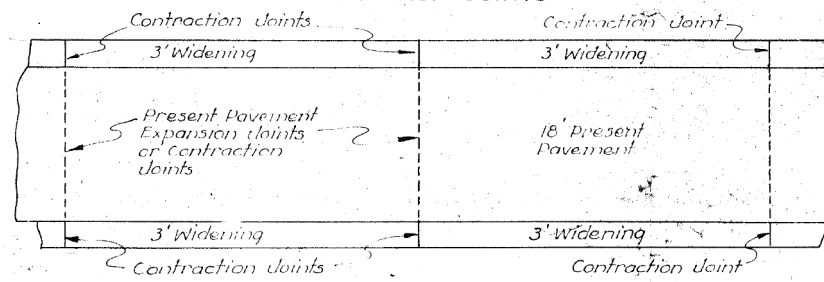 Contraction Joints
Contraction Joint
3' Widening
3' Widening
Present Pavement
Expansion Joints
or Contraction
Joints
18' Present
Pavement
3' Widening
3' Widening
Contraction Joints
Contraction Joint